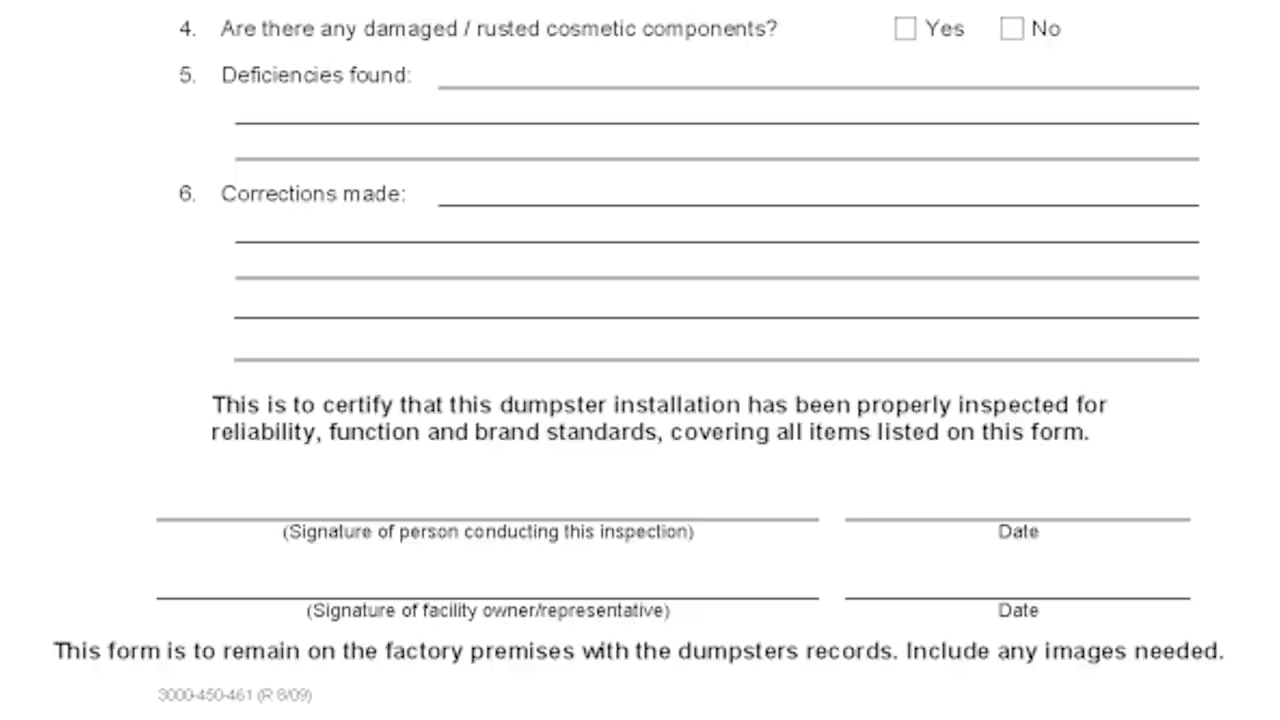 4. Are there any damaged / rusted cosmetic components? Yes No
5. Deficiencies found:
6. Corrections made:
This is to certify that this dumpster installation has been properly inspected for
reliability, function and brand standards, covering all items listed on this form.
(Signature of person conducting this inspection) Date
(Signature of facility owner/representative) Date
This form is to remain on the factory premises with the dumpsters records. Include any images needed.
3000-450-461 (R 8/09)